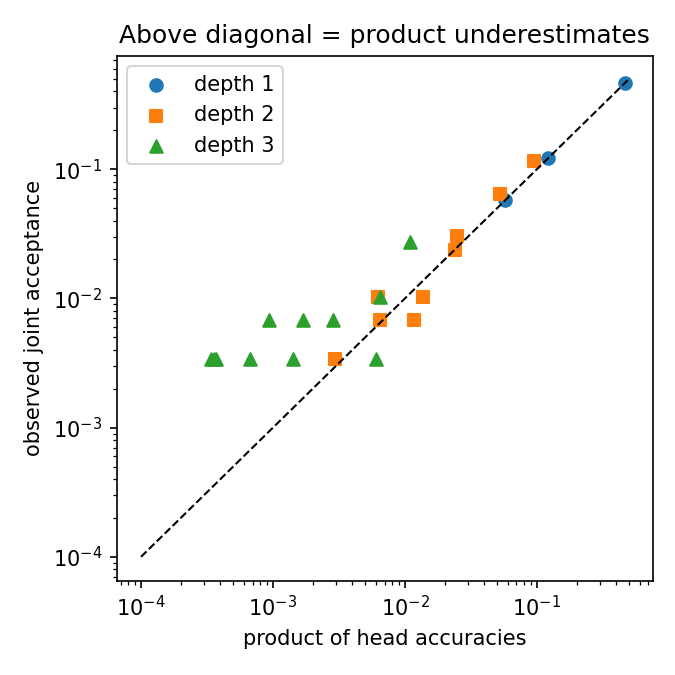 Above diagonal = product underestimates
depth 1
depth 2
depth 3
10⁻¹
10⁻²
10⁻³
10⁻⁴
observed joint acceptance
10⁻⁴ 10⁻³ 10⁻² 10⁻¹
product of head accuracies